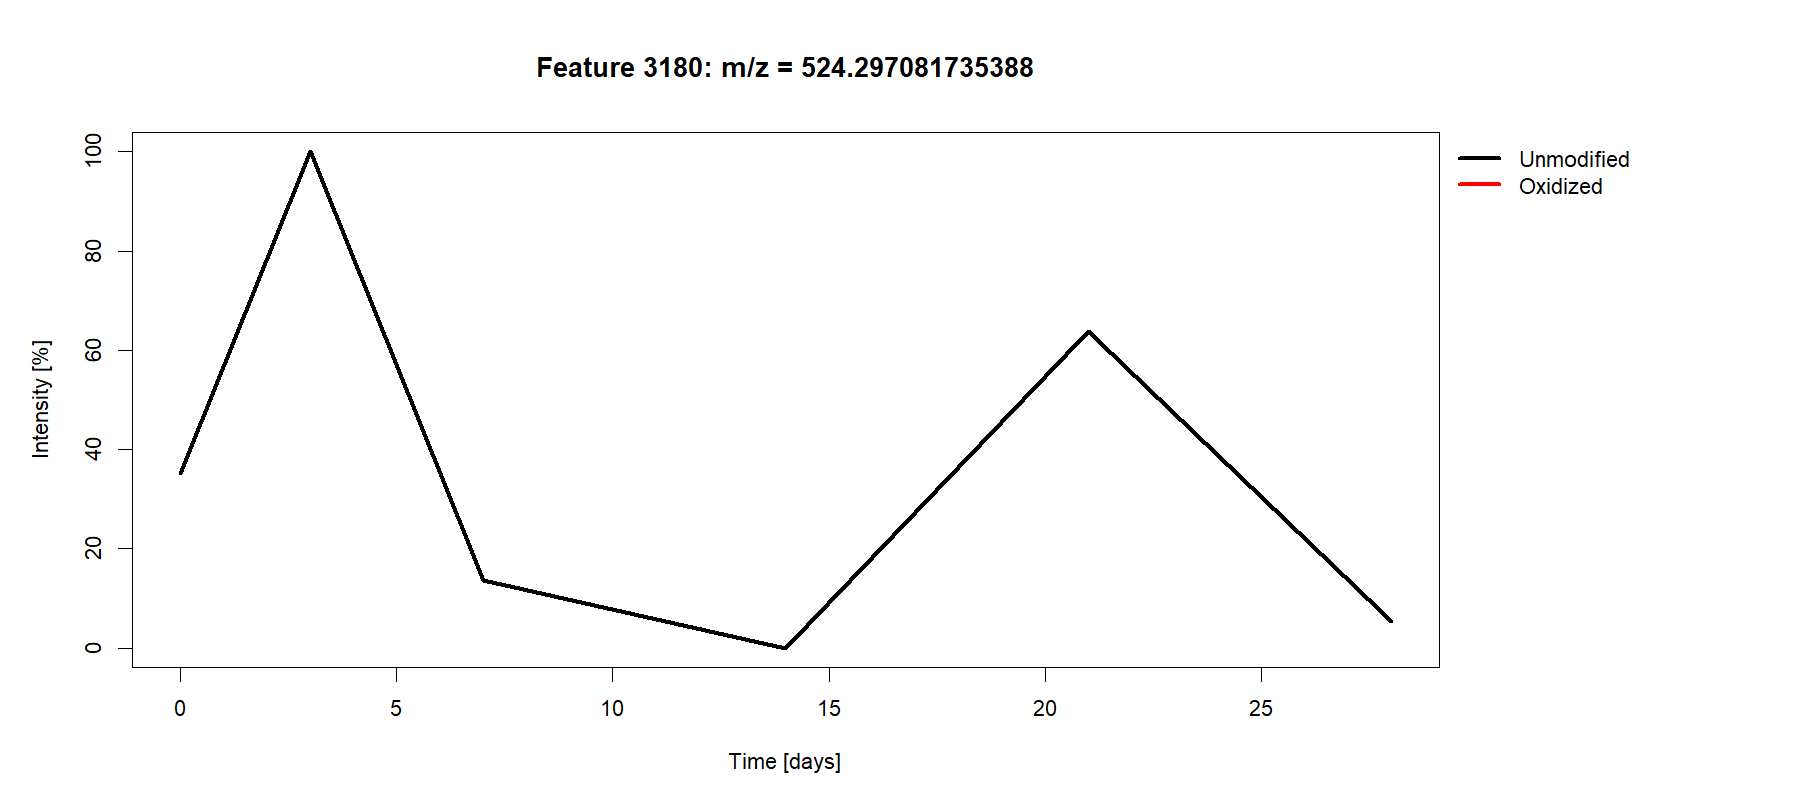 Feature 3180: m/z = 524.297081735388
Unmodified
Oxidized
Intensity [%]
100
80
60
40
20
0
0 5 10 15 20 25
Time [days]